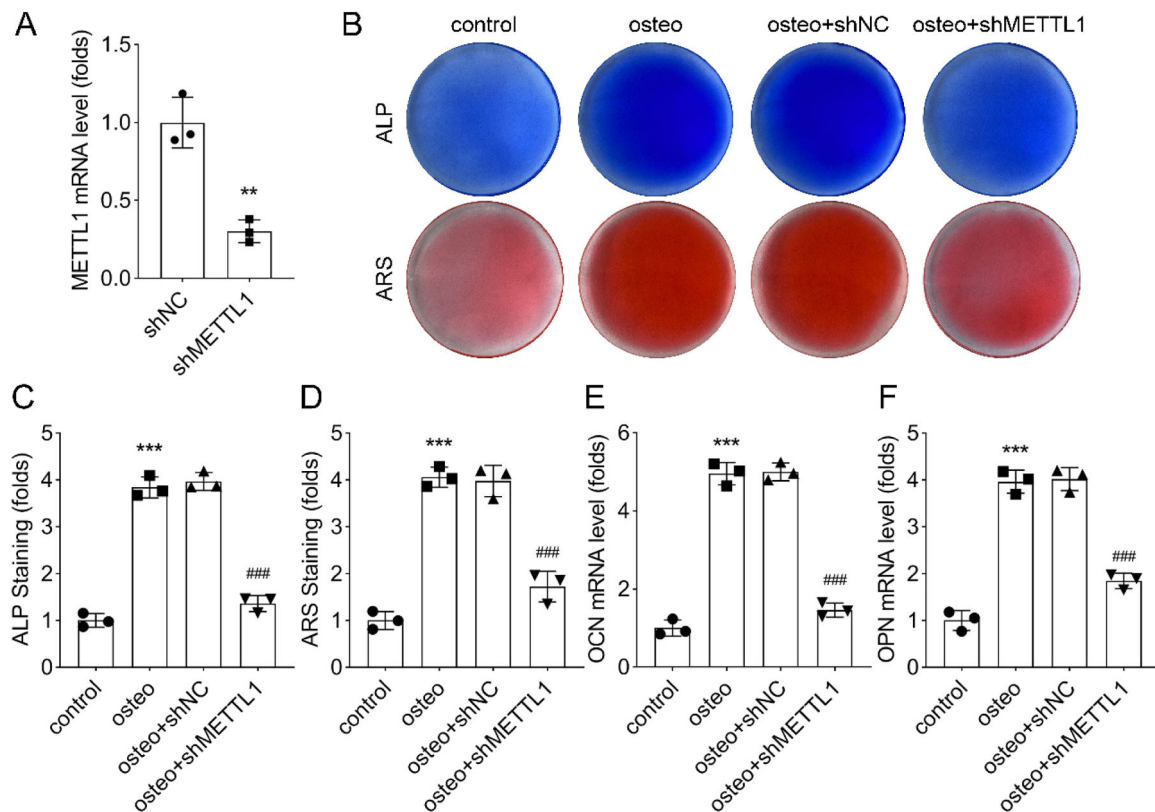 A
METTL1 mRNA level (folds)
1.5
1.0
0.5
0.0
**
shNC
shMETTL1
B
control
osteo
osteo+shNC
osteo+shMETTL1
ALP
ARS
C
ALP Staining (folds)
5
4
3
2
1
0
***
###
control
osteo
osteo+shNC
osteo+shMETTL1
D
ARS Staining (folds)
5
4
3
2
1
0
***
###
control
osteo
osteo+shNC
osteo+shMETTL1
E
OCN mRNA level (folds)
6
4
2
0
***
###
control
osteo
osteo+shNC
osteo+shMETTL1
F
OPN mRNA level (folds)
5
4
3
2
1
0
***
###
control
osteo
osteo+shNC
osteo+shMETTL1